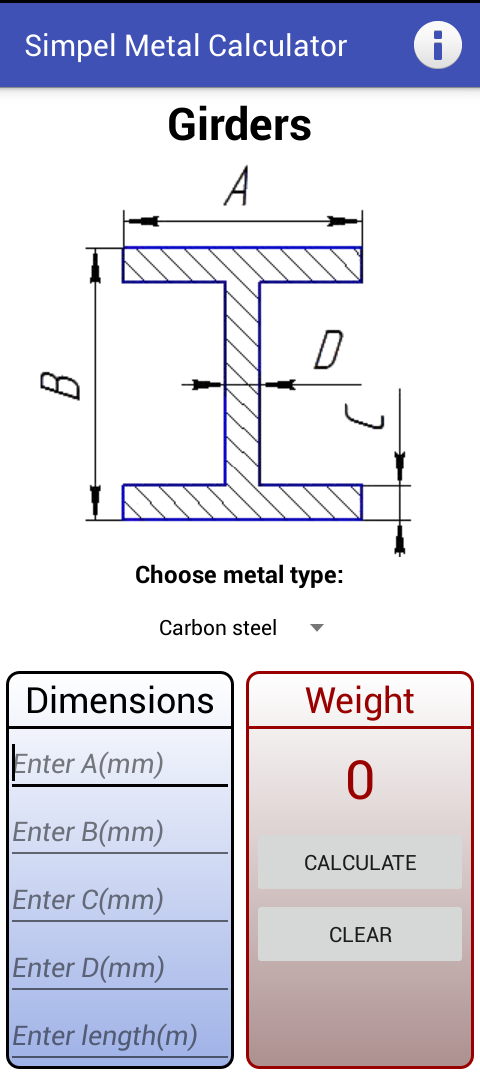 Simpel Metal Calculator
Girders
A
B
D
C
Choose metal type:
Carbon steel
Dimensions
Enter A(mm)
Enter B(mm)
Enter C(mm)
Enter D(mm)
Enter length(m)
Weight
0
CALCULATE
CLEAR